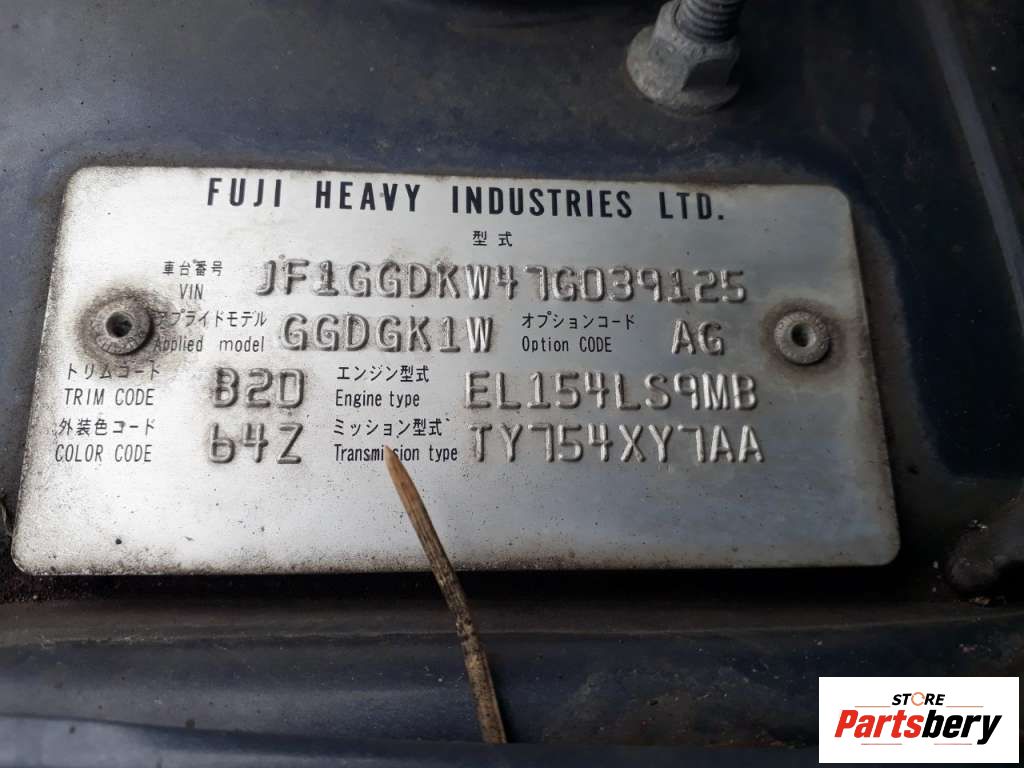 FUJI HEAVY INDUSTRIES LTD.
型式
車台番号
VIN JF1GGDKW47G039125
アプライドモデル オプションコード
Applied model GGDGK1W Option CODE AG
トリムコード エンジン型式
TRIM CODE B20 Engine type EL154LS9MB
外装色コード ミッション型式
COLOR CODE 64Z Transmission type TY754XY7AA
STORE
Partsbery